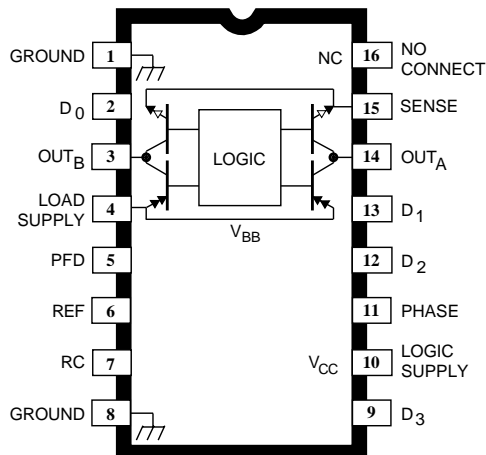 GROUND 1
D0 2
OUTB 3
LOAD SUPPLY 4
PFD 5
REF 6
RC 7
GROUND 8
LOGIC
VBB
NC 16 NO CONNECT
15 SENSE
14 OUTA
13 D1
12 D2
11 PHASE
VCC 10 LOGIC SUPPLY
9 D3